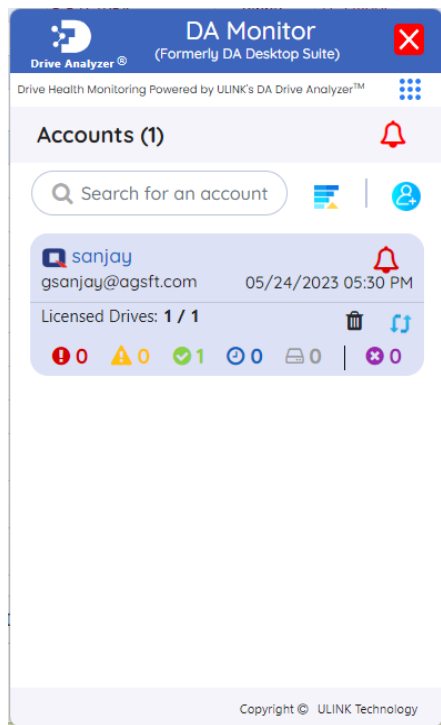 DA Monitor
(Formerly DA Desktop Suite)
Drive Analyzer ®
Drive Health Monitoring Powered by ULINK's DA Drive Analyzer™
Accounts (1)
Search for an account
sanjay
gsanjay@agsft.com 05/24/2023 05:30 PM
Licensed Drives: 1 / 1
0 0 1 0 0 0
Copyright © ULINK Technology